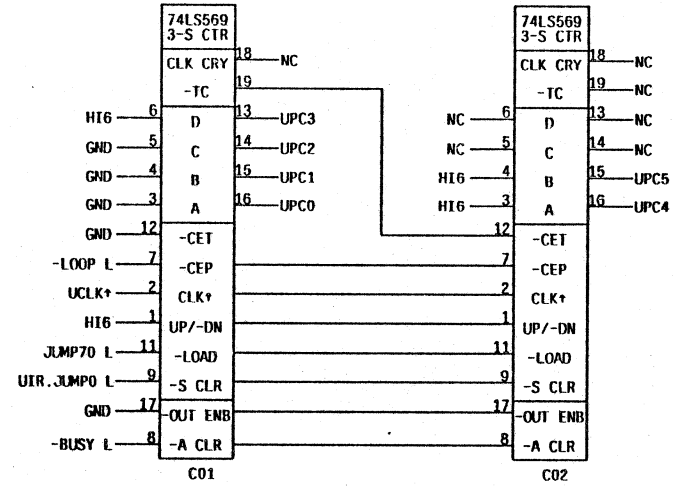 74LS569
3-S CTR
CLK CRY
18
NC
-TC
19
HI6
6
D
13
UPC3
GND
5
C
14
UPC2
GND
4
B
15
UPC1
GND
3
A
16
UPC0
GND
12
-CET
-LOOP L
7
-CEP
UCLK↑
2
CLK↑
HI6
1
UP/-DN
JUMP70 L
11
-LOAD
UIR.JUMP0 L
9
-S CLR
GND
17
-OUT ENB
-BUSY L
8
-A CLR
C01
74LS569
3-S CTR
CLK CRY
18
NC
-TC
19
NC
NC
6
D
13
NC
NC
5
C
14
NC
HI6
4
B
15
UPC5
HI6
3
A
16
UPC4
12
-CET
7
-CEP
2
CLK↑
1
UP/-DN
11
-LOAD
9
-S CLR
17
-OUT ENB
8
-A CLR
C02